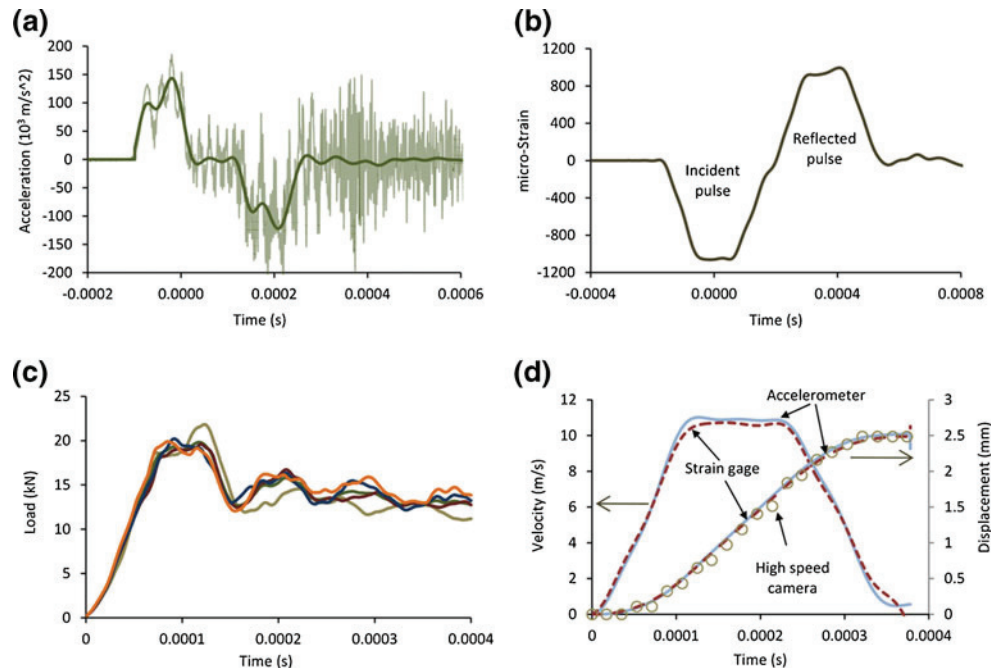 (a)
Acceleration (10³ m/s^2)
200
150
100
50
0
-50
-100
-150
-200
-0.0002 0.0000 0.0002 0.0004 0.0006
Time (s)
(b)
micro-Strain
1200
800
400
0
-400
-800
-1200
Incident
pulse
Reflected
pulse
-0.0004 0.0000 0.0004 0.0008
Time (s)
(c)
Load (kN)
25
20
15
10
5
0
0 0.0001 0.0002 0.0003 0.0004
Time (s)
(d)
Velocity (m/s)
12
10
8
6
4
2
0
Accelerometer
Strain gage
High speed
camera
3
2.5
2
1.5
1
0.5
0
Displacement (mm)
0 0.0001 0.0002 0.0003 0.0004
Time (s)